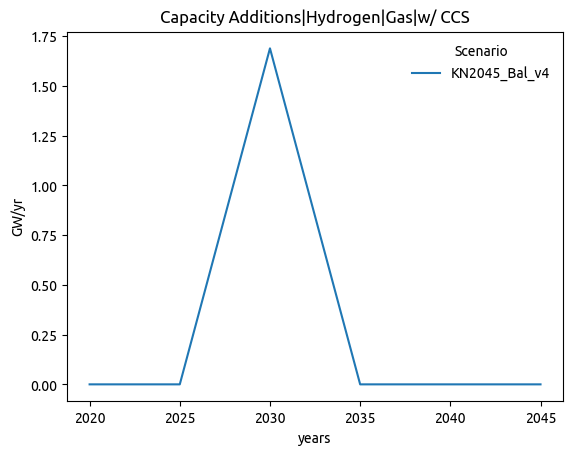 Capacity Additions|Hydrogen|Gas|w/ CCS
Scenario
KN2045_Bal_v4
GW/yr
1.75
1.50
1.25
1.00
0.75
0.50
0.25
0.00
2020 2025 2030 2035 2040 2045
years